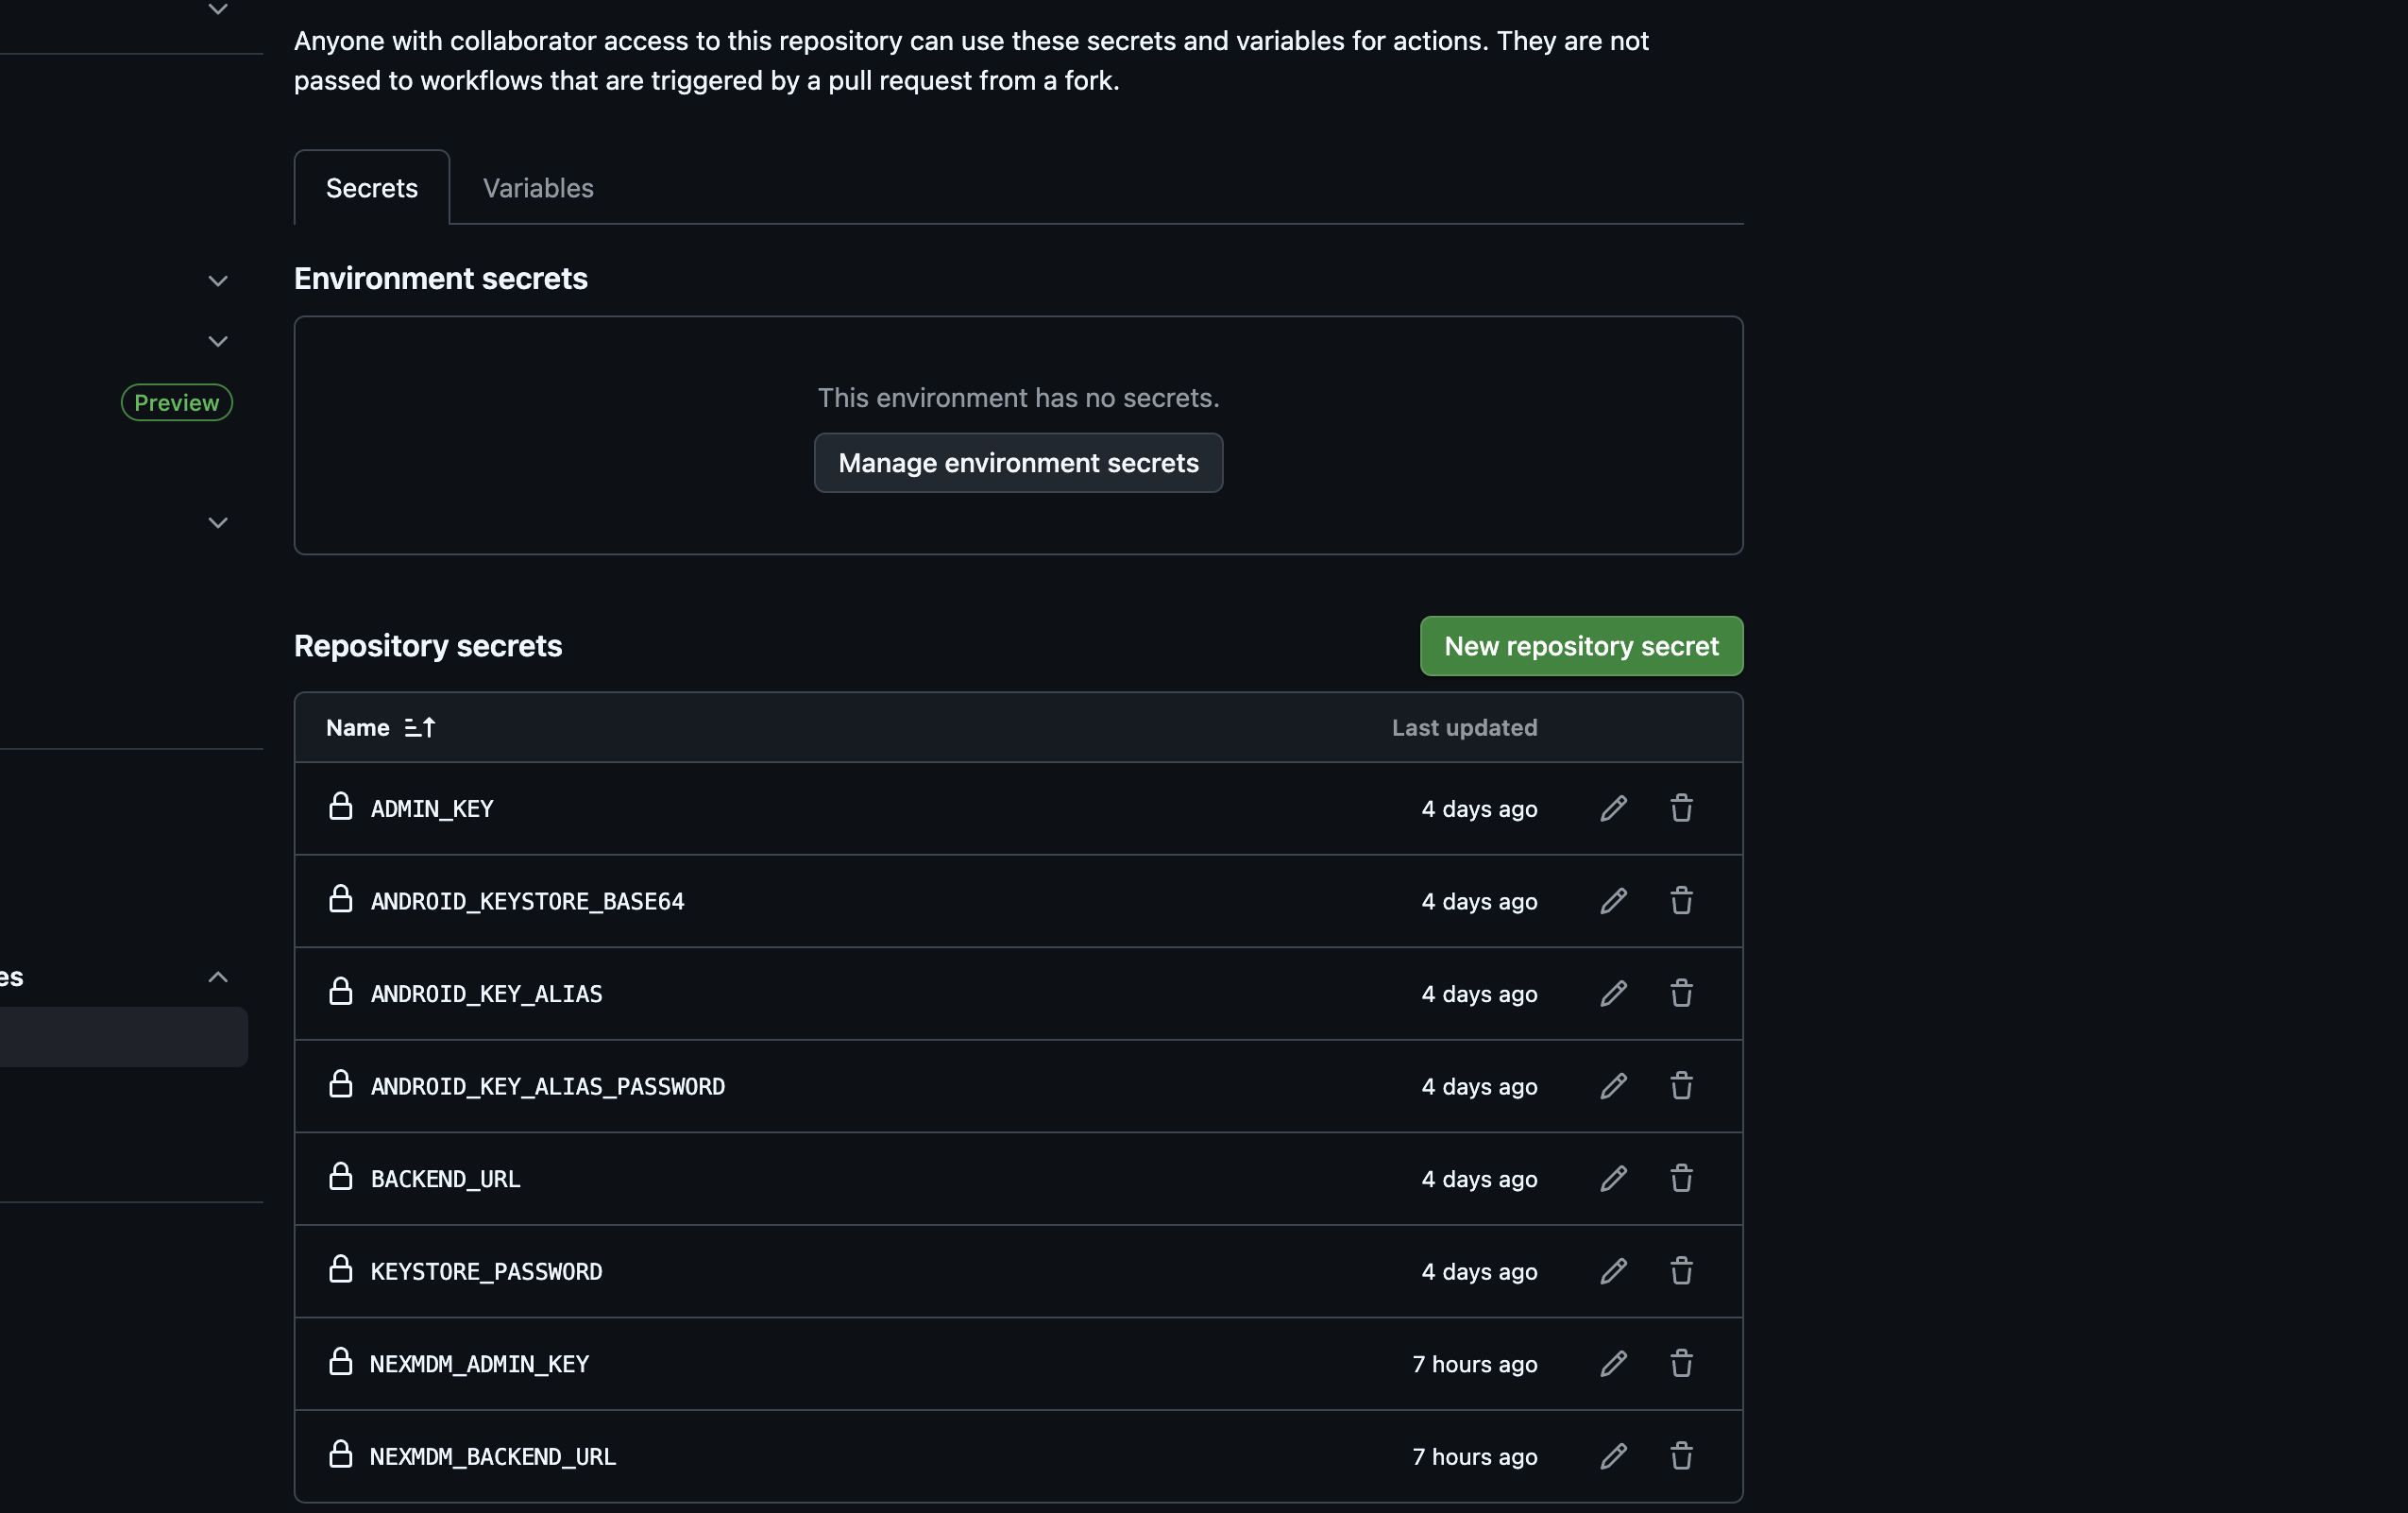 Anyone with collaborator access to this repository can use these secrets and variables for actions. They are not
passed to workflows that are triggered by a pull request from a fork.
Secrets Variables
Environment secrets
Preview
This environment has no secrets.
Manage environment secrets
Repository secrets New repository secret
Name Last updated
ADMIN_KEY 4 days ago
ANDROID_KEYSTORE_BASE64 4 days ago
es
ANDROID_KEY_ALIAS 4 days ago
ANDROID_KEY_ALIAS_PASSWORD 4 days ago
BACKEND_URL 4 days ago
KEYSTORE_PASSWORD 4 days ago
NEXMDM_ADMIN_KEY 7 hours ago
NEXMDM_BACKEND_URL 7 hours ago